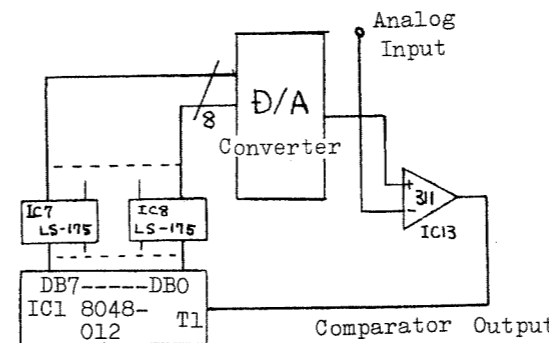 Analog
Input
D/A
8
Converter
+
311
-
IC13
IC7
LS-175
IC8
LS-175
DB7-----DB0
IC1 8048-
012
T1
Comparator Output